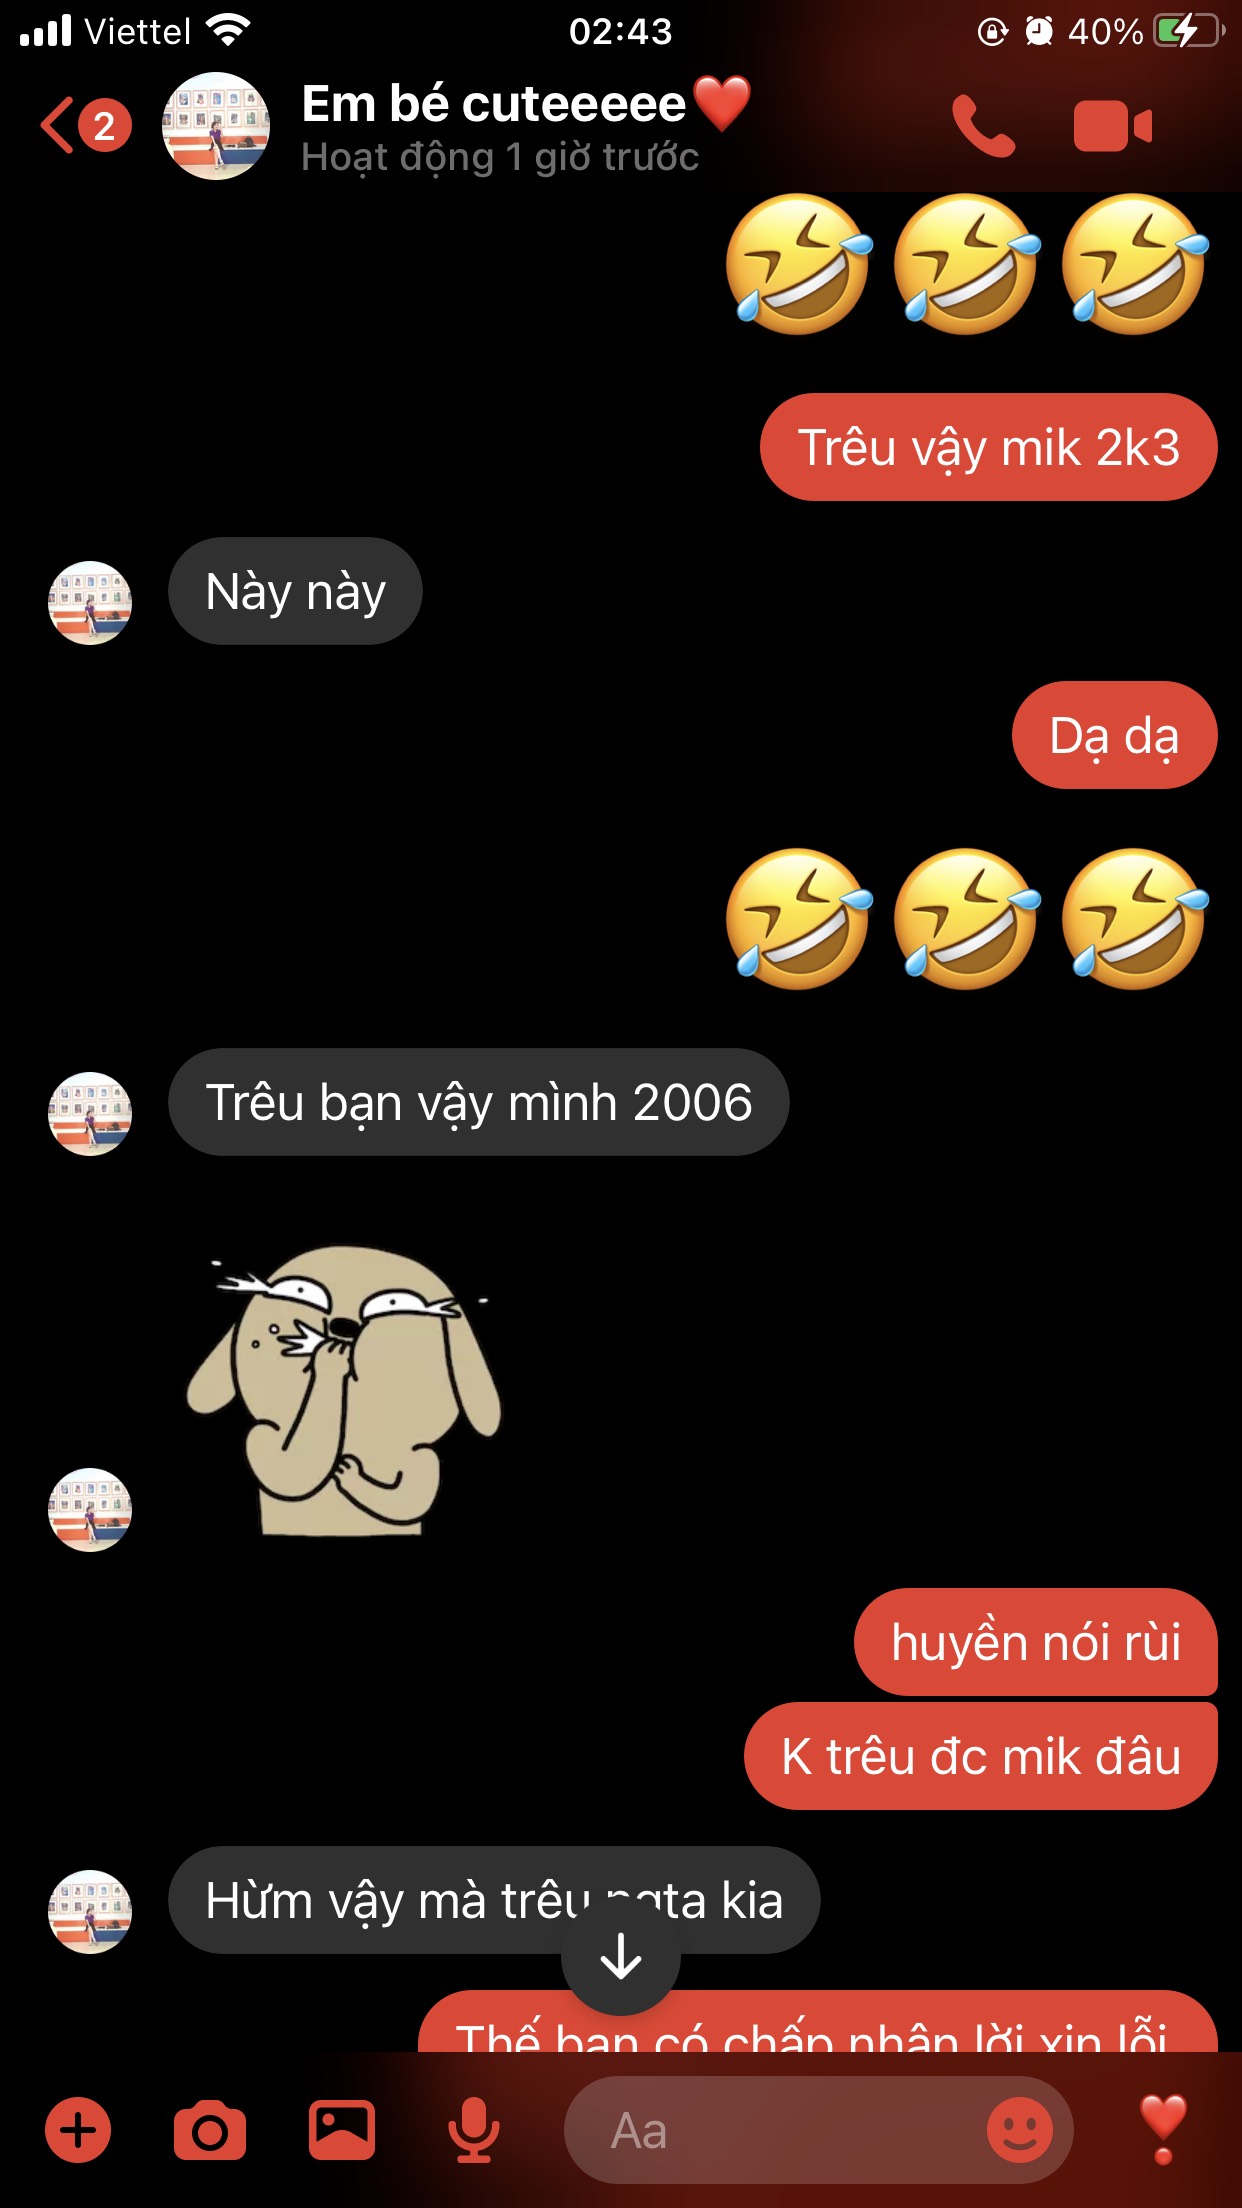 Viettel 02:43 40%
2 Em bé cuteeeee
Hoạt động 1 giờ trước
Trêu vậy mik 2k3
Này này
Dạ dạ
Trêu bạn vậy mình 2006
huyền nói rùi
K trêu đc mik đâu
Hừm vậy mà trêu ngta kia
Thế bạn có chấp nhận lời xin lỗi
Aa